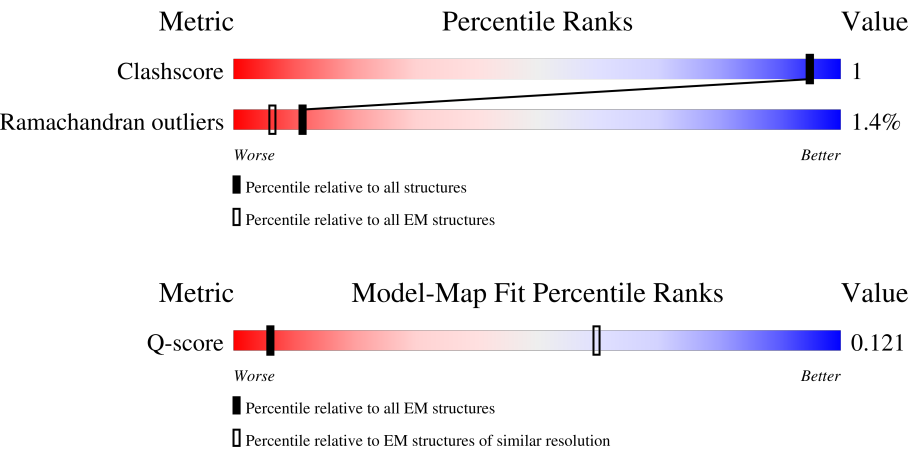 Metric Percentile Ranks Value
Clashscore 1
Ramachandran outliers 1.4%
Worse Better
Percentile relative to all structures
Percentile relative to all EM structures
Metric Model-Map Fit Percentile Ranks Value
Q-score 0.121
Worse Better
Percentile relative to all EM structures
Percentile relative to EM structures of similar resolution